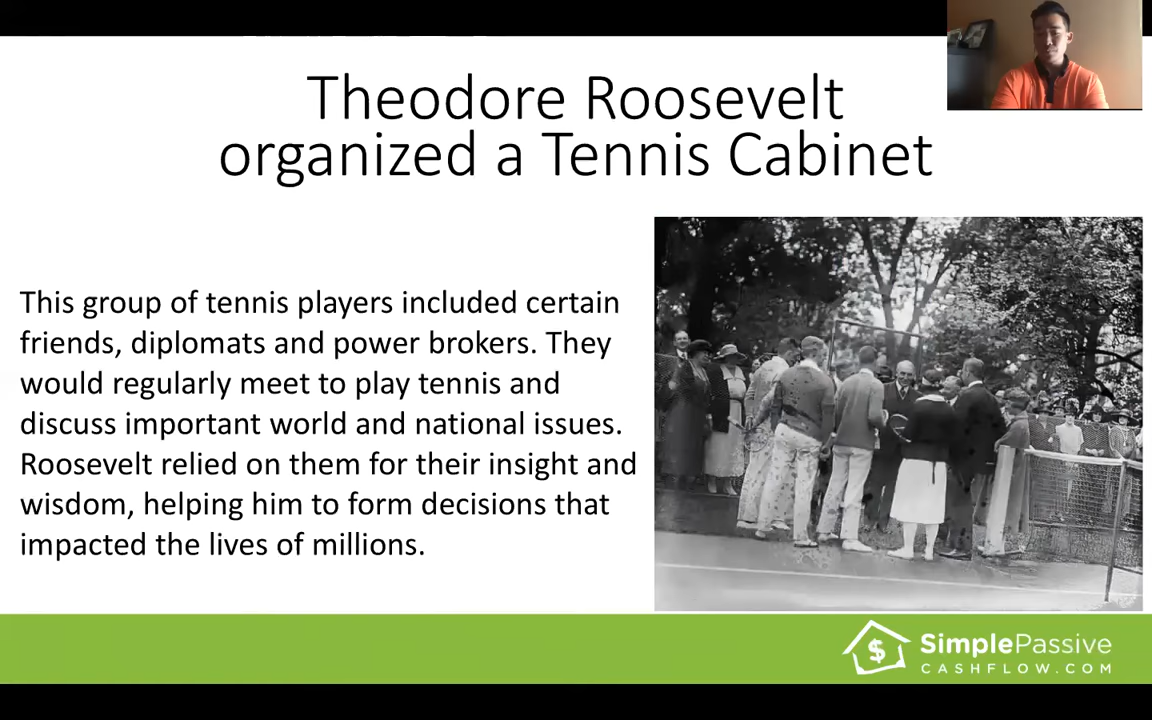 Theodore Roosevelt
organized a Tennis Cabinet
This group of tennis players included certain
friends, diplomats and power brokers. They
would regularly meet to play tennis and
discuss important world and national issues.
Roosevelt relied on them for their insight and
wisdom, helping him to form decisions that
impacted the lives of millions.
SimplePassive
CASHFLOW.COM